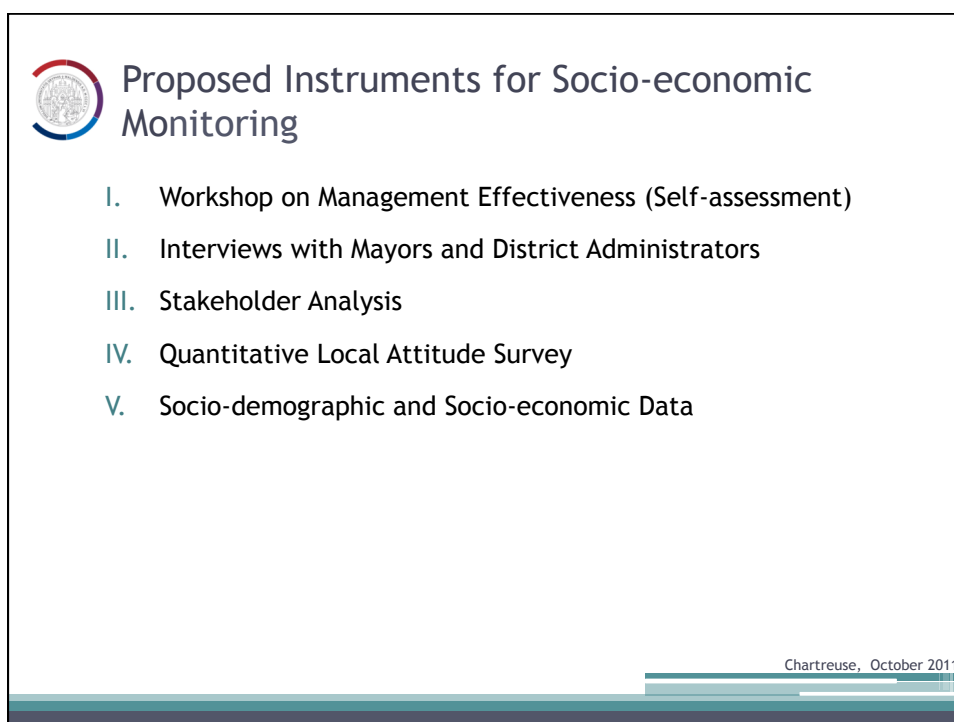 Proposed Instruments for Socio-economic
Monitoring
I. Workshop on Management Effectiveness (Self-assessment)
II. Interviews with Mayors and District Administrators
III. Stakeholder Analysis
IV. Quantitative Local Attitude Survey
V. Socio-demographic and Socio-economic Data
Chartreuse, October 2011